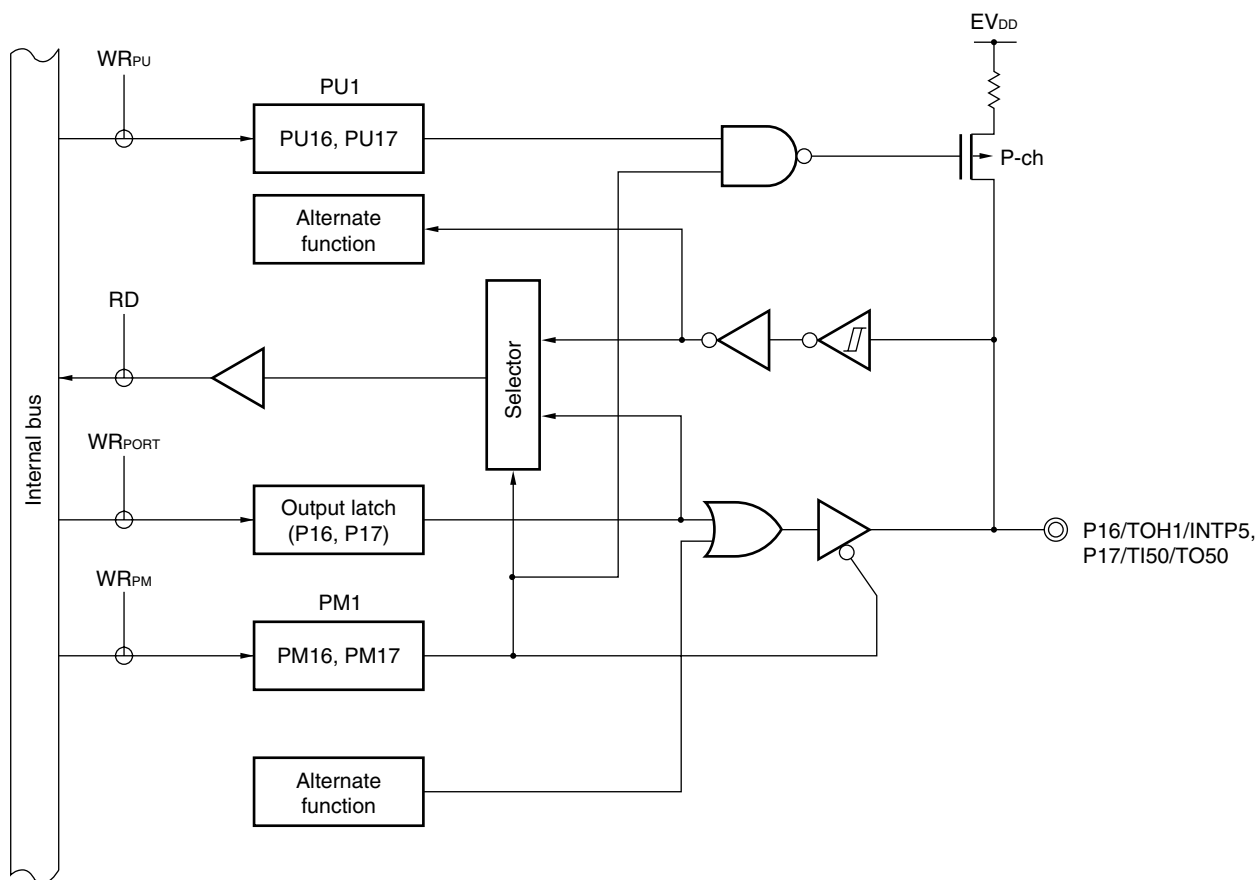 EVDD
WRPU
PU1
PU16, PU17
P-ch
Alternate
function
RD
Selector
Internal bus
WRPORT
Output latch
(P16, P17)
P16/TOH1/INTP5,
P17/TI50/TO50
WRPM
PM1
PM16, PM17
Alternate
function